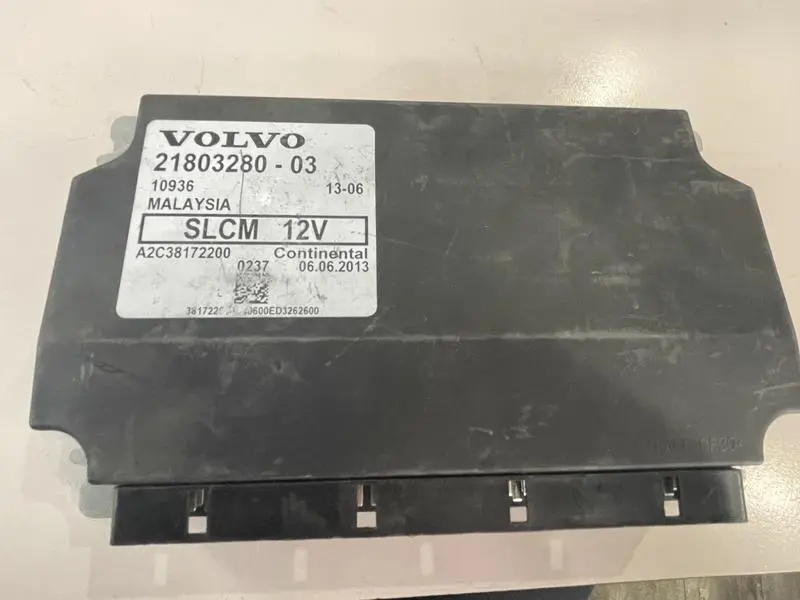 VOLVO
21803280 - 03
10936 13-06
MALAYSIA
SLCM 12V
A2C38172200 Continental
0237 06.06.2013